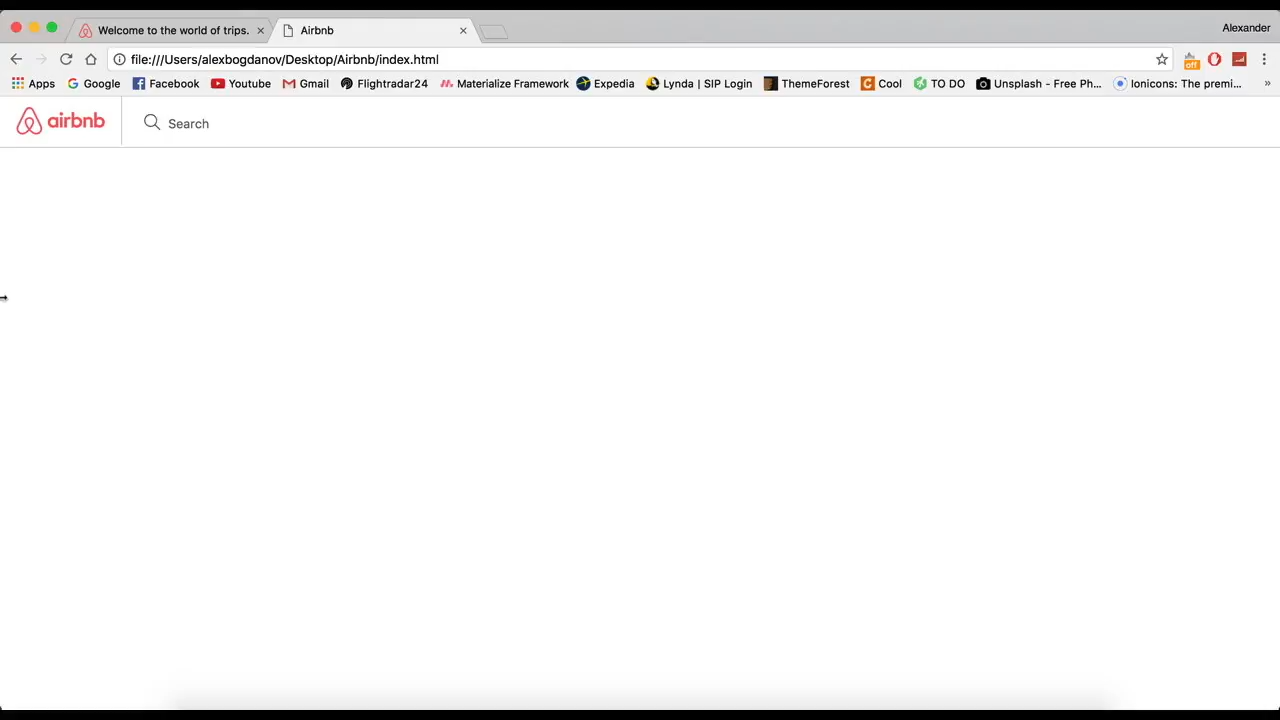 Welcome to the world of trips.
Airbnb
Alexander
file:///Users/alexbogdanov/Desktop/Airbnb/index.html
Apps Google Facebook YouTube Gmail Flightradar24 Materialize Framework Expedia Lynda | SIP Login ThemeForest Cool TO DO Unsplash - Free Ph... Ionicons: The premi... »
off
airbnb Search